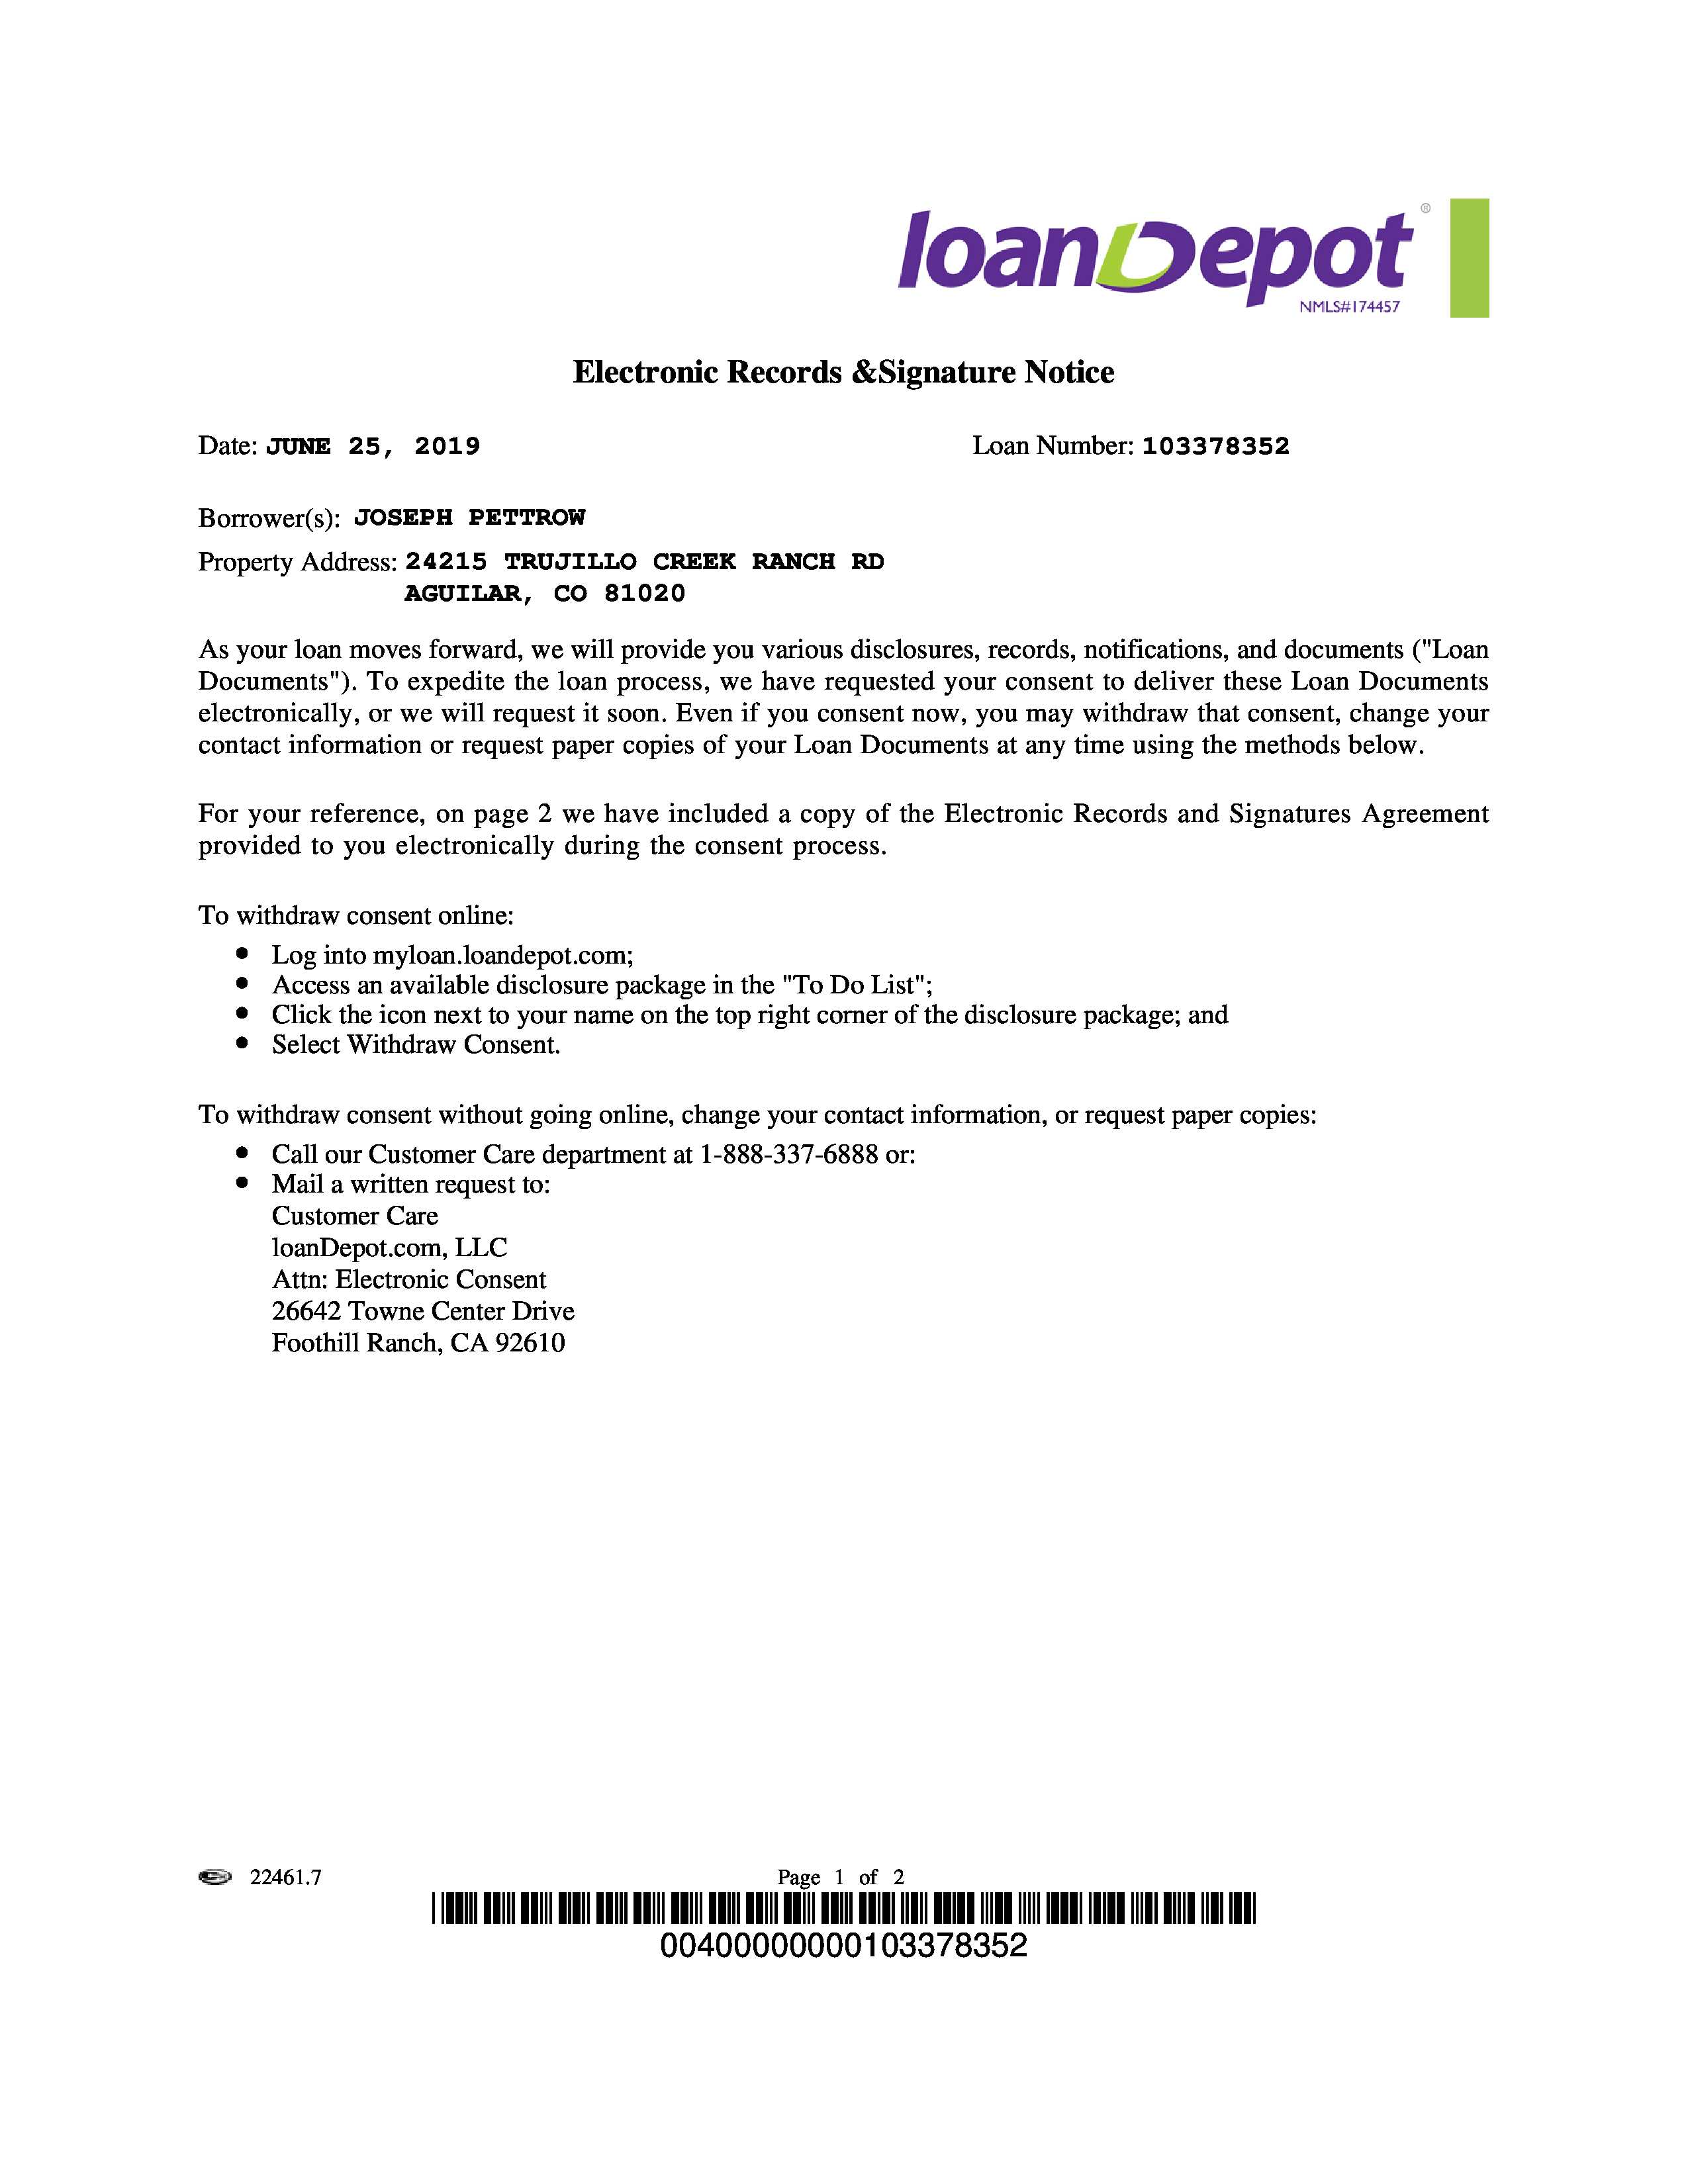 loanDepot®
NMLS#174457
Electronic Records &Signature Notice
Date: JUNE 25, 2019 Loan Number: 103378352
Borrower(s): JOSEPH PETTROW
Property Address: 24215 TRUJILLO CREEK RANCH RD
AGUILAR, CO 81020
As your loan moves forward, we will provide you various disclosures, records, notifications, and documents ("Loan
Documents"). To expedite the loan process, we have requested your consent to deliver these Loan Documents
electronically, or we will request it soon. Even if you consent now, you may withdraw that consent, change your
contact information or request paper copies of your Loan Documents at any time using the methods below.
For your reference, on page 2 we have included a copy of the Electronic Records and Signatures Agreement
provided to you electronically during the consent process.
To withdraw consent online:
• Log into myloan.loandepot.com;
• Access an available disclosure package in the "To Do List";
• Click the icon next to your name on the top right corner of the disclosure package; and
• Select Withdraw Consent.
To withdraw consent without going online, change your contact information, or request paper copies:
• Call our Customer Care department at 1-888-337-6888 or:
• Mail a written request to:
Customer Care
loanDepot.com, LLC
Attn: Electronic Consent
26642 Towne Center Drive
Foothill Ranch, CA 92610
22461.7 Page 1 of 2
00400000000103378352